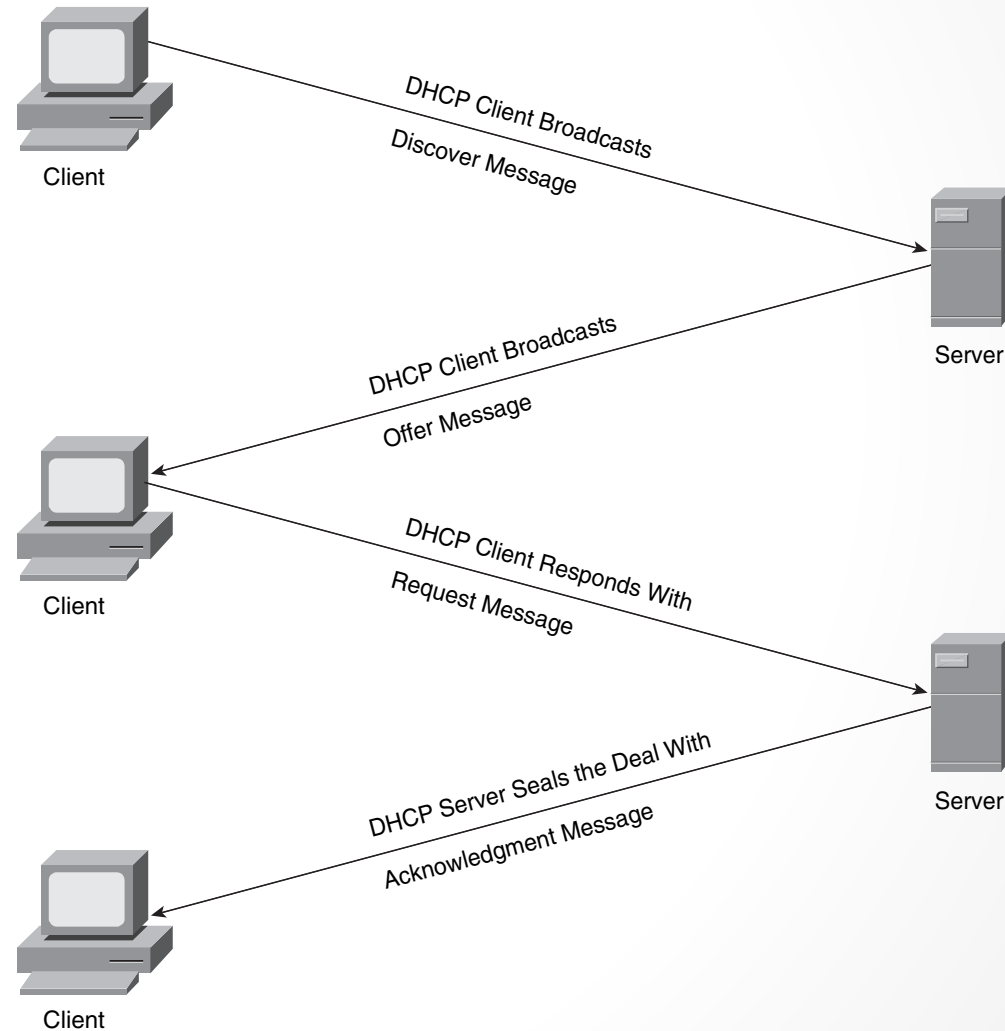 Client
DHCP Client Broadcasts
Discover Message
Server
DHCP Client Broadcasts
Offer Message
Client
DHCP Client Responds With
Request Message
Server
DHCP Server Seals the Deal With
Acknowledgment Message
Client